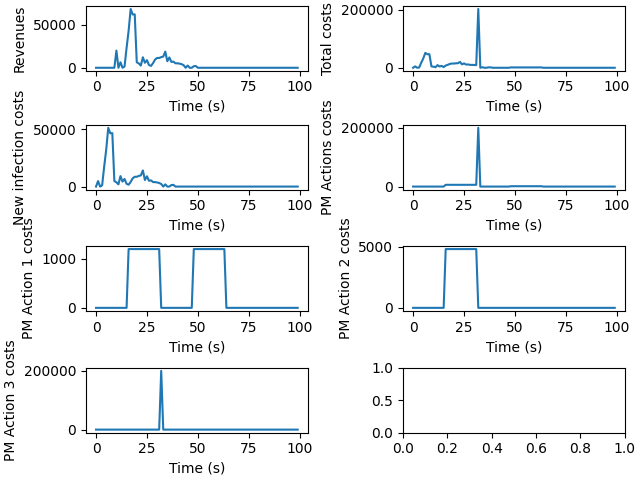 Revenues
50000
0
0 25 50 75 100
Time (s)
Total costs
200000
0
0 25 50 75 100
Time (s)
New infection costs
50000
0
0 25 50 75 100
Time (s)
PM Actions costs
200000
0
0 25 50 75 100
Time (s)
PM Action 1 costs
1000
0
0 25 50 75 100
Time (s)
PM Action 2 costs
5000
0
0 25 50 75 100
Time (s)
PM Action 3 costs
200000
0
0 25 50 75 100
Time (s)
1.0
0.5
0.0
0.0 0.2 0.4 0.6 0.8 1.0